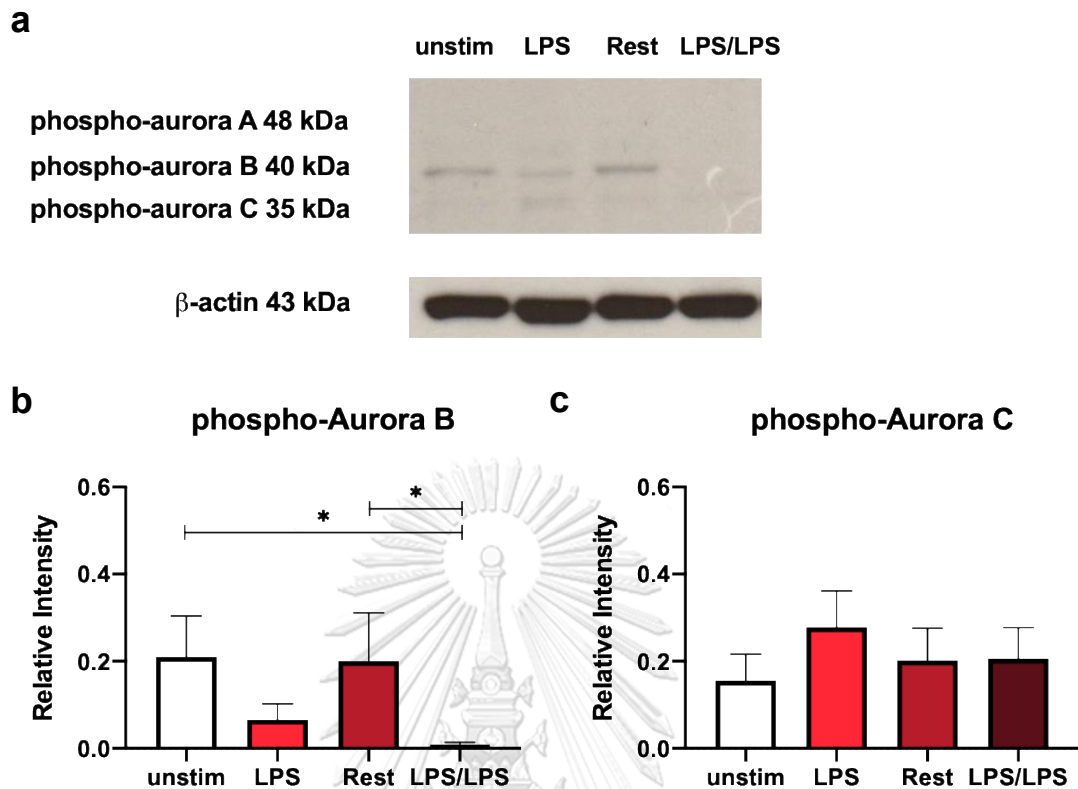 a
unstim LPS Rest LPS/LPS
phospho-aurora A 48 kDa
phospho-aurora B 40 kDa
phospho-aurora C 35 kDa
β-actin 43 kDa
b
phospho-Aurora B
Relative Intensity
0.6
0.4
0.2
0.0
*
*
unstim LPS Rest LPS/LPS
c
phospho-Aurora C
Relative Intensity
0.6
0.4
0.2
0.0
unstim LPS Rest LPS/LPS